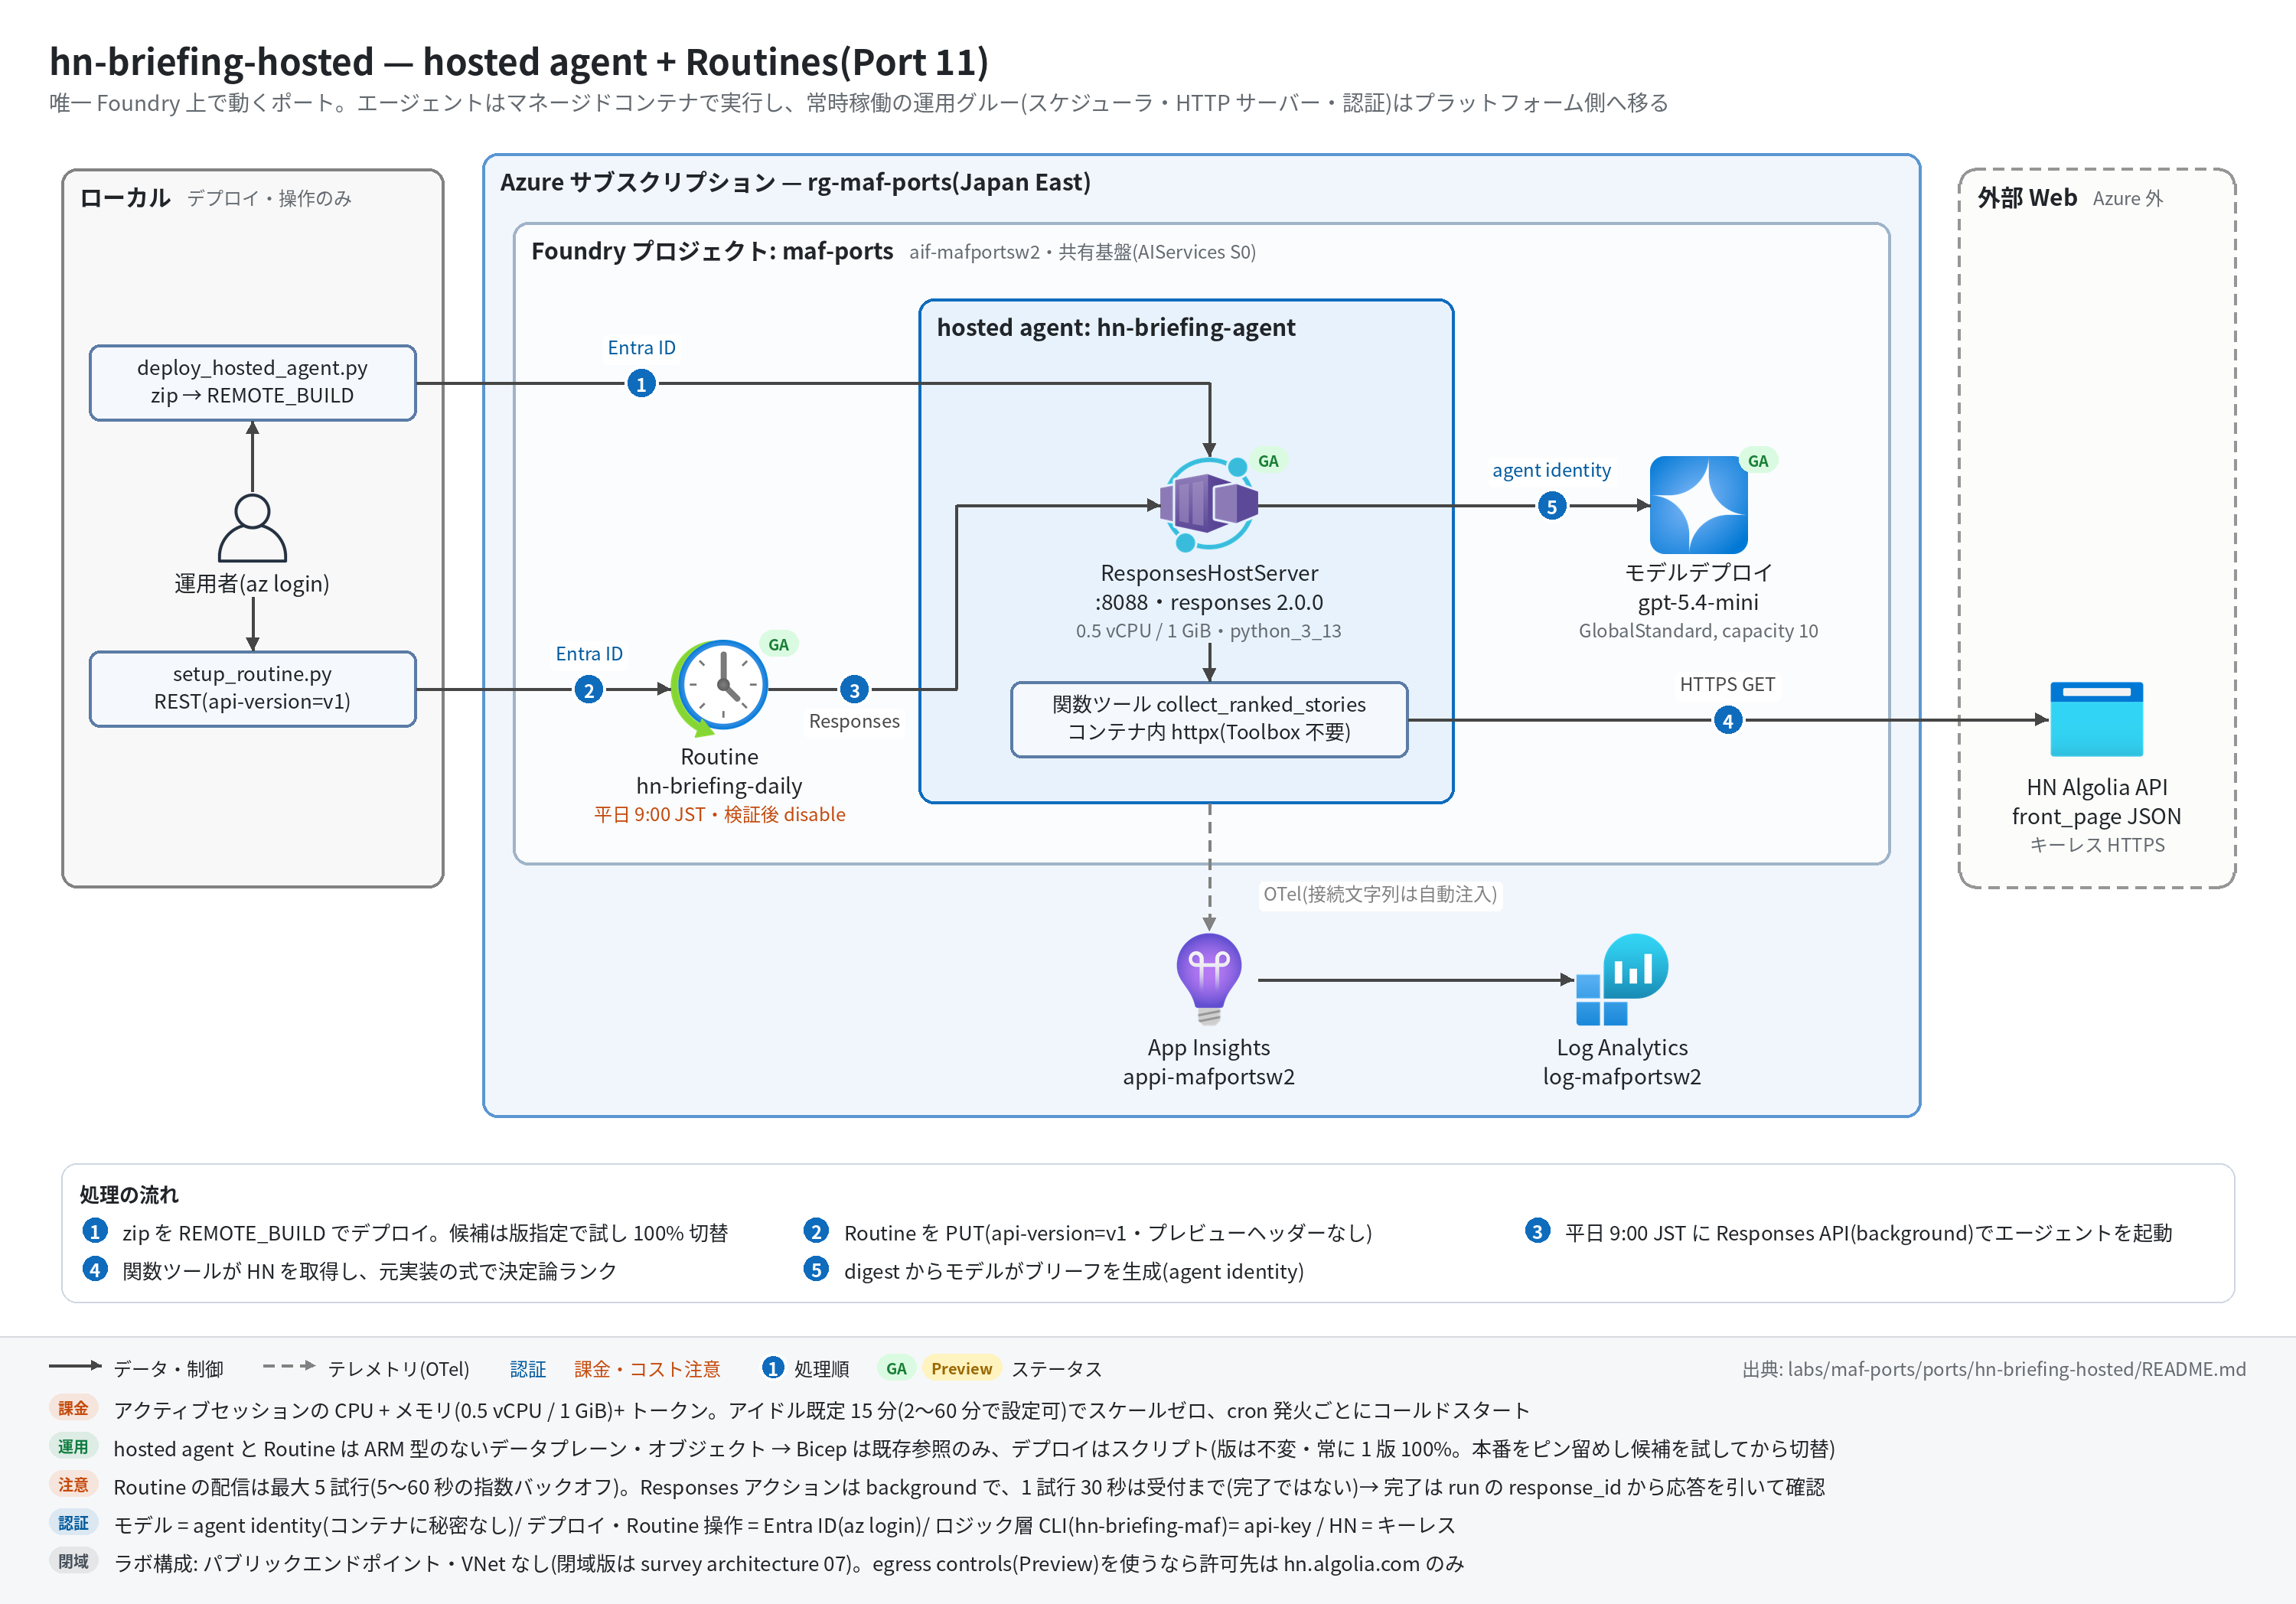 hn-briefing-hosted — hosted agent + Routines(Port 11)
唯一 Foundry 上で動くポート。エージェントはマネージドコンテナで実行し、常時稼働の運用グルー(スケジューラ・HTTP サーバー・認証)はプラットフォーム側へ移る
ローカル デプロイ・操作のみ
deploy_hosted_agent.py
zip → REMOTE_BUILD
運用者(az login)
setup_routine.py
REST(api-version=v1)
Azure サブスクリプション — rg-maf-ports(Japan East)
Foundry プロジェクト: maf-ports aif-mafportsw2・共有基盤(AIServices S0)
Entra ID
1
hosted agent: hn-briefing-agent
GA
ResponsesHostServer
:8088・responses 2.0.0
0.5 vCPU / 1 GiB・python_3_13
関数ツール collect_ranked_stories
コンテナ内 httpx(Toolbox 不要)
agent identity
5
GA
モデルデプロイ
gpt-5.4-mini
GlobalStandard, capacity 10
Entra ID
2
GA
Routine
hn-briefing-daily
平日 9:00 JST・検証後 disable
3
Responses
HTTPS GET
4
OTel(接続文字列は自動注入)
App Insights
appi-mafportsw2
Log Analytics
log-mafportsw2
外部 Web Azure 外
HN Algolia API
front_page JSON
キーレス HTTPS
処理の流れ
1 zip を REMOTE_BUILD でデプロイ。候補は版指定で試し 100% 切替
2 Routine を PUT(api-version=v1・プレビューヘッダーなし)
3 平日 9:00 JST に Responses API(background)でエージェントを起動
4 関数ツールが HN を取得し、元実装の式で決定論ランク
5 digest からモデルがブリーフを生成(agent identity)
データ・制御 テレメトリ(OTel) 認証 課金・コスト注意 1 処理順 GA Preview ステータス 出典: labs/maf-ports/ports/hn-briefing-hosted/README.md
課金 アクティブセッションの CPU + メモリ(0.5 vCPU / 1 GiB)+ トークン。アイドル既定 15 分(2〜60 分で設定可)でスケールゼロ、cron 発火ごとにコールドスタート
運用 hosted agent と Routine は ARM 型のないデータプレーン・オブジェクト → Bicep は既存参照のみ、デプロイはスクリプト(版は不変・常に 1 版 100%。本番をピン留めし候補を試してから切替)
注意 Routine の配信は最大 5 試行(5〜60 秒の指数バックオフ)。Responses アクションは background で、1 試行 30 秒は受付まで(完了ではない)→ 完了は run の response_id から応答を引いて確認
認証 モデル = agent identity(コンテナに秘密なし)/ デプロイ・Routine 操作 = Entra ID(az login)/ ロジック層 CLI(hn-briefing-maf)= api-key / HN = キーレス
閉域 ラボ構成: パブリックエンドポイント・VNet なし(閉域版は survey architecture 07)。egress controls(Preview)を使うなら許可先は hn.algolia.com のみ